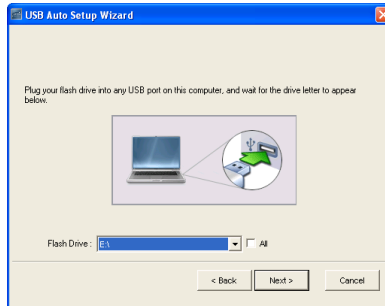 USB Auto Setup Wizard
Plug your flash drive into any USB port on this computer, and wait for the drive letter to appear
below.
Flash Drive : E:\ All
< Back Next > Cancel